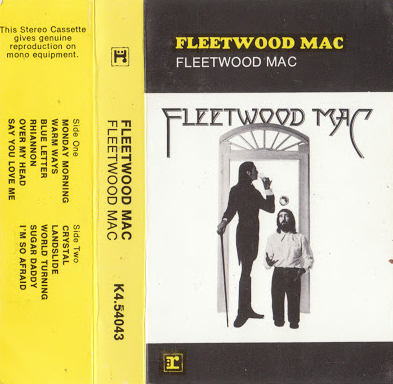 This Stereo Cassette
gives genuine
reproduction on
mono equipment.
Side One
MONDAY MORNING
WARM WAYS
BLUE LETTER
RHIANNON
OVER MY HEAD
SAY YOU LOVE ME
Side Two
CRYSTAL
LANDSLIDE
WORLD TURNING
SUGAR DADDY
I'M SO AFRAID
r
FLEETWOOD MAC
FLEETWOOD MAC
K4.54043
FLEETWOOD MAC
FLEETWOOD MAC
FLEETWOOD MAC
r